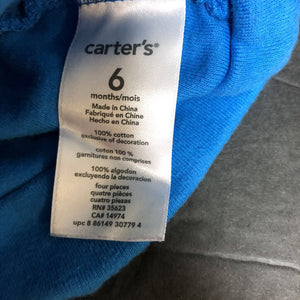 carter's®
6
months/mois
Made in China
Fabriqué en Chine
Hecho en China
100% cotton
exclusive of decoration
coton 100 %
garnitures non comprises
100% algodon
excluyendo la decoración
four pieces
quatre pièces
cuatro piezas
RN# 35623
CA# 14974
upc 8 86149 30779 4